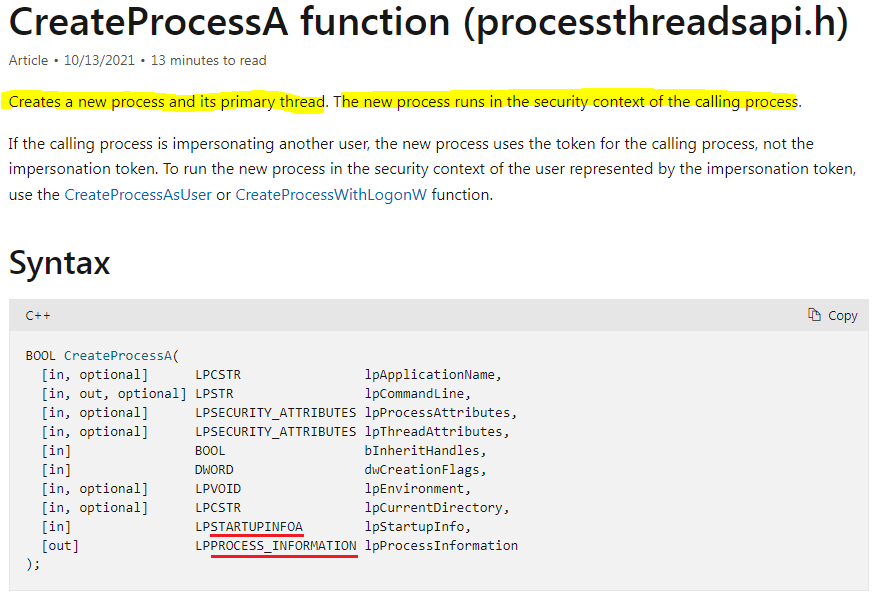 CreateProcessA function (processthreadsapi.h)
Article • 10/13/2021 • 13 minutes to read
Creates a new process and its primary thread. The new process runs in the security context of the calling process.
If the calling process is impersonating another user, the new process uses the token for the calling process, not the
impersonation token. To run the new process in the security context of the user represented by the impersonation token,
use the CreateProcessAsUser or CreateProcessWithLogonW function.
Syntax
C++ Copy
BOOL CreateProcessA(
[in, optional] LPCSTR lpApplicationName,
[in, out, optional] LPSTR lpCommandLine,
[in, optional] LPSECURITY_ATTRIBUTES lpProcessAttributes,
[in, optional] LPSECURITY_ATTRIBUTES lpThreadAttributes,
[in] BOOL bInheritHandles,
[in] DWORD dwCreationFlags,
[in, optional] LPVOID lpEnvironment,
[in, optional] LPCSTR lpCurrentDirectory,
[in] LPSTARTUPINFOA lpStartupInfo,
[out] LPPROCESS_INFORMATION lpProcessInformation
);